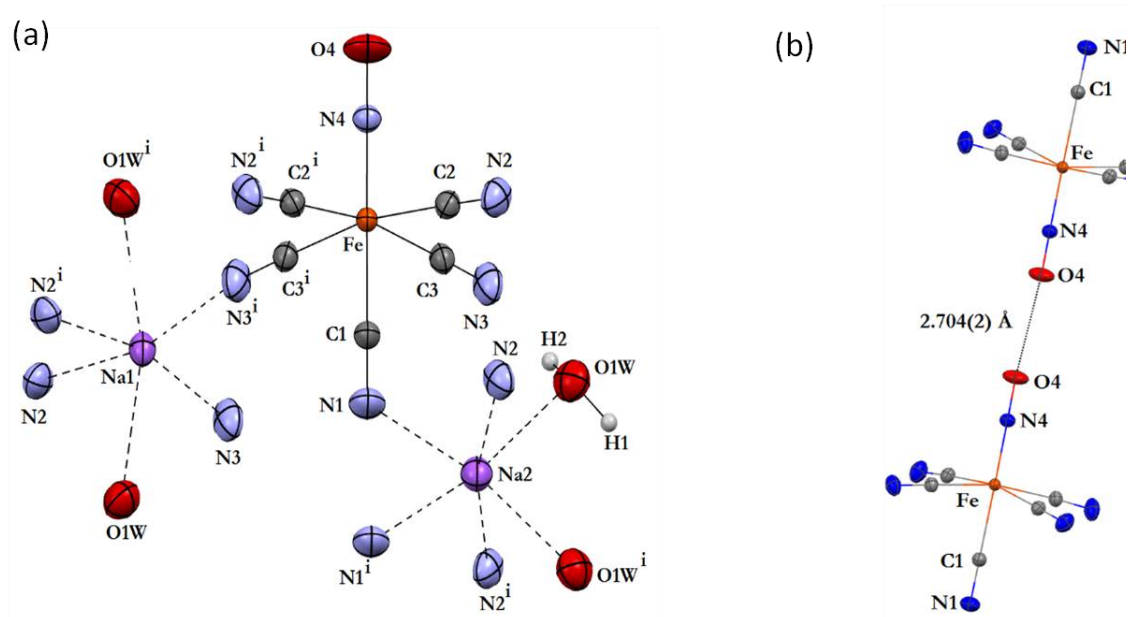 (a)
O4
N4
O1Wⁱ
N2ⁱ
C2ⁱ
C2
N2
Fe
N2ⁱ
C3ⁱ
C3
N3ⁱ
N3
Na1
C1
H2
N2
O1W
N2
N1
H1
N3
Na2
O1W
N1ⁱ
N2ⁱ
O1Wⁱ
(b)
N1
C1
Fe
N4
O4
2.704(2) Å
O4
N4
Fe
C1
N1